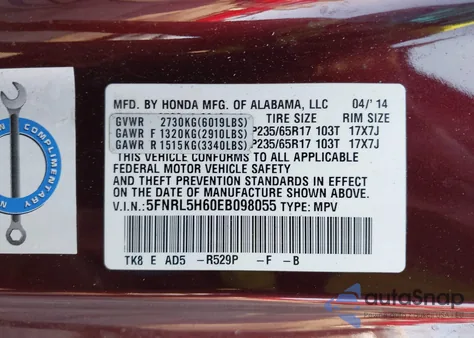 MFD. BY HONDA MFG. OF ALABAMA, LLC 04/'14
TIRE SIZE RIM SIZE
GVWR 2730KG(6019LBS)
GAWR F 1320KG(2910LBS) P235/65R17 103T 17X7J
GAWR R 1515KG(3340LBS) P235/65R17 103T 17X7J
THIS VEHICLE CONFORMS TO ALL APPLICABLE
FEDERAL MOTOR VEHICLE SAFETY, BUMPER,
AND THEFT PREVENTION STANDARDS IN EFFECT
ON THE DATE OF MANUFACTURE SHOWN ABOVE.
V.I.N.: 5FNRL5H60EB098055 TYPE: MPV
TK8 E AD5 -R529P -F -B
COMPLIMENTARY
autoSnap